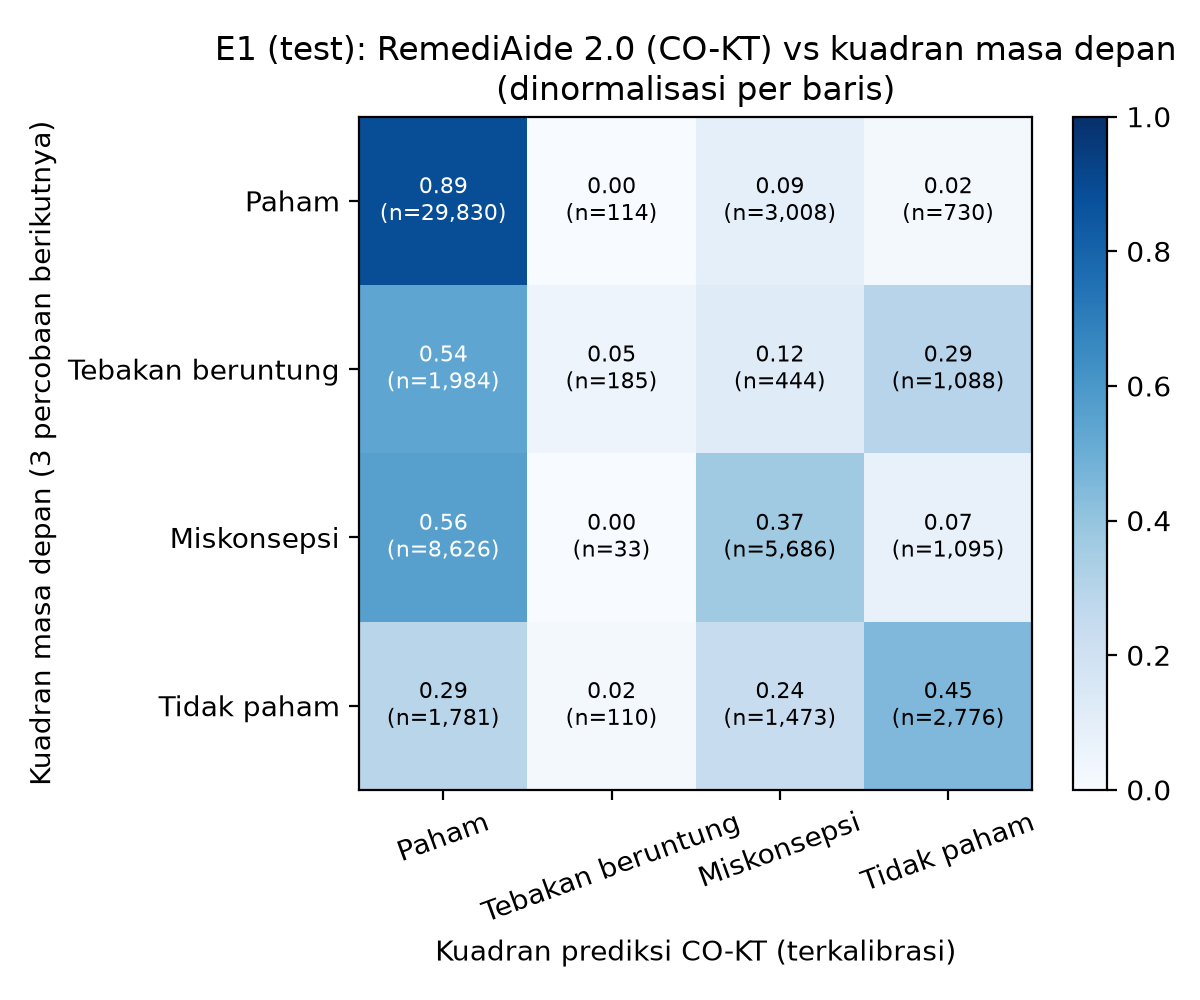 E1 (test): RemediAide 2.0 (CO-KT) vs kuadran masa depan
(dinormalisasi per baris)
Kuadran masa depan (3 percobaan berikutnya)
Paham
0.89
(n=29,830)
0.00
(n=114)
0.09
(n=3,008)
0.02
(n=730)
Tebakan beruntung
0.54
(n=1,984)
0.05
(n=185)
0.12
(n=444)
0.29
(n=1,088)
Miskonsepsi
0.56
(n=8,626)
0.00
(n=33)
0.37
(n=5,686)
0.07
(n=1,095)
Tidak paham
0.29
(n=1,781)
0.02
(n=110)
0.24
(n=1,473)
0.45
(n=2,776)
Paham
Tebakan beruntung
Miskonsepsi
Tidak paham
Kuadran prediksi CO-KT (terkalibrasi)
1.0
0.8
0.6
0.4
0.2
0.0